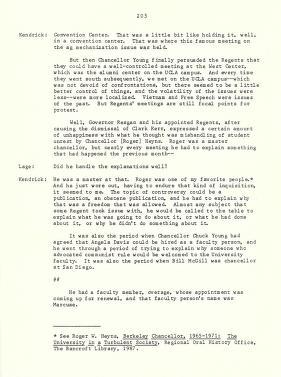 203
Kendrick: Convention Center. That was a little bit like holding it, well,
in a convention center. That was where this famous meeting on
the ag mechanization issue was held.
But then Chancellor Young finally persuaded the Regents that
they could have a well-controlled meeting at the West Center,
which was the alumni center on the UCLA campus. And every time
they went south subsequently, we met on the UCLA campus--which
was not devoid of confrontations, but there seemed to be a little
better control of things, and the volatility of the issues were
less--were more localized. Vietnam and Free Speech were issues
of the past. But Regents' meetings are still focal points for
protest.
Well, Governor Reagan and his appointed Regents, after
causing the dismissal of Clark Kerr, expressed a certain amount
of unhappiness with what he thought was mishandling of student
unrest by Chancellor [Roger] Heyns. Roger was a master
chancellor, but nearly every meeting he had to explain something
that had happened the previous month--
Lage: Did he handle the explanations well?
Kendrick: He was a master at that. Roger was one of my favorite people.*
And he just wore out, having to endure that kind of inquisition,
it seemed to me. The topic of controversy could be a
publication, an obscene publication, and he had to explain why
that was a freedom that was allowed. Almost any subject that
some Regent took issue with, he would be called to the table to
explain what he was going to do about it, or what he had done
about it, or why he didn't do something about it.
It was also the period when Chancellor Chuck Young had
agreed that Angela Davis could be hired as a faculty person, and he
went through a period of trying to explain why someone who
advocated communist rule would be welcomed to the University
faculty. It was also the period when Bill McGill was chancellor
at San Diego.
##
He had a faculty member, overage, whose appointment was
coming up for renewal, and that faculty person's name was
Marcuse.
* See Roger W. Heyns, Berkeley Chancellor, 1965-1971: The
University in a Turbulent Society, Regional Oral History Office,
The Bancroft Library, 1987.